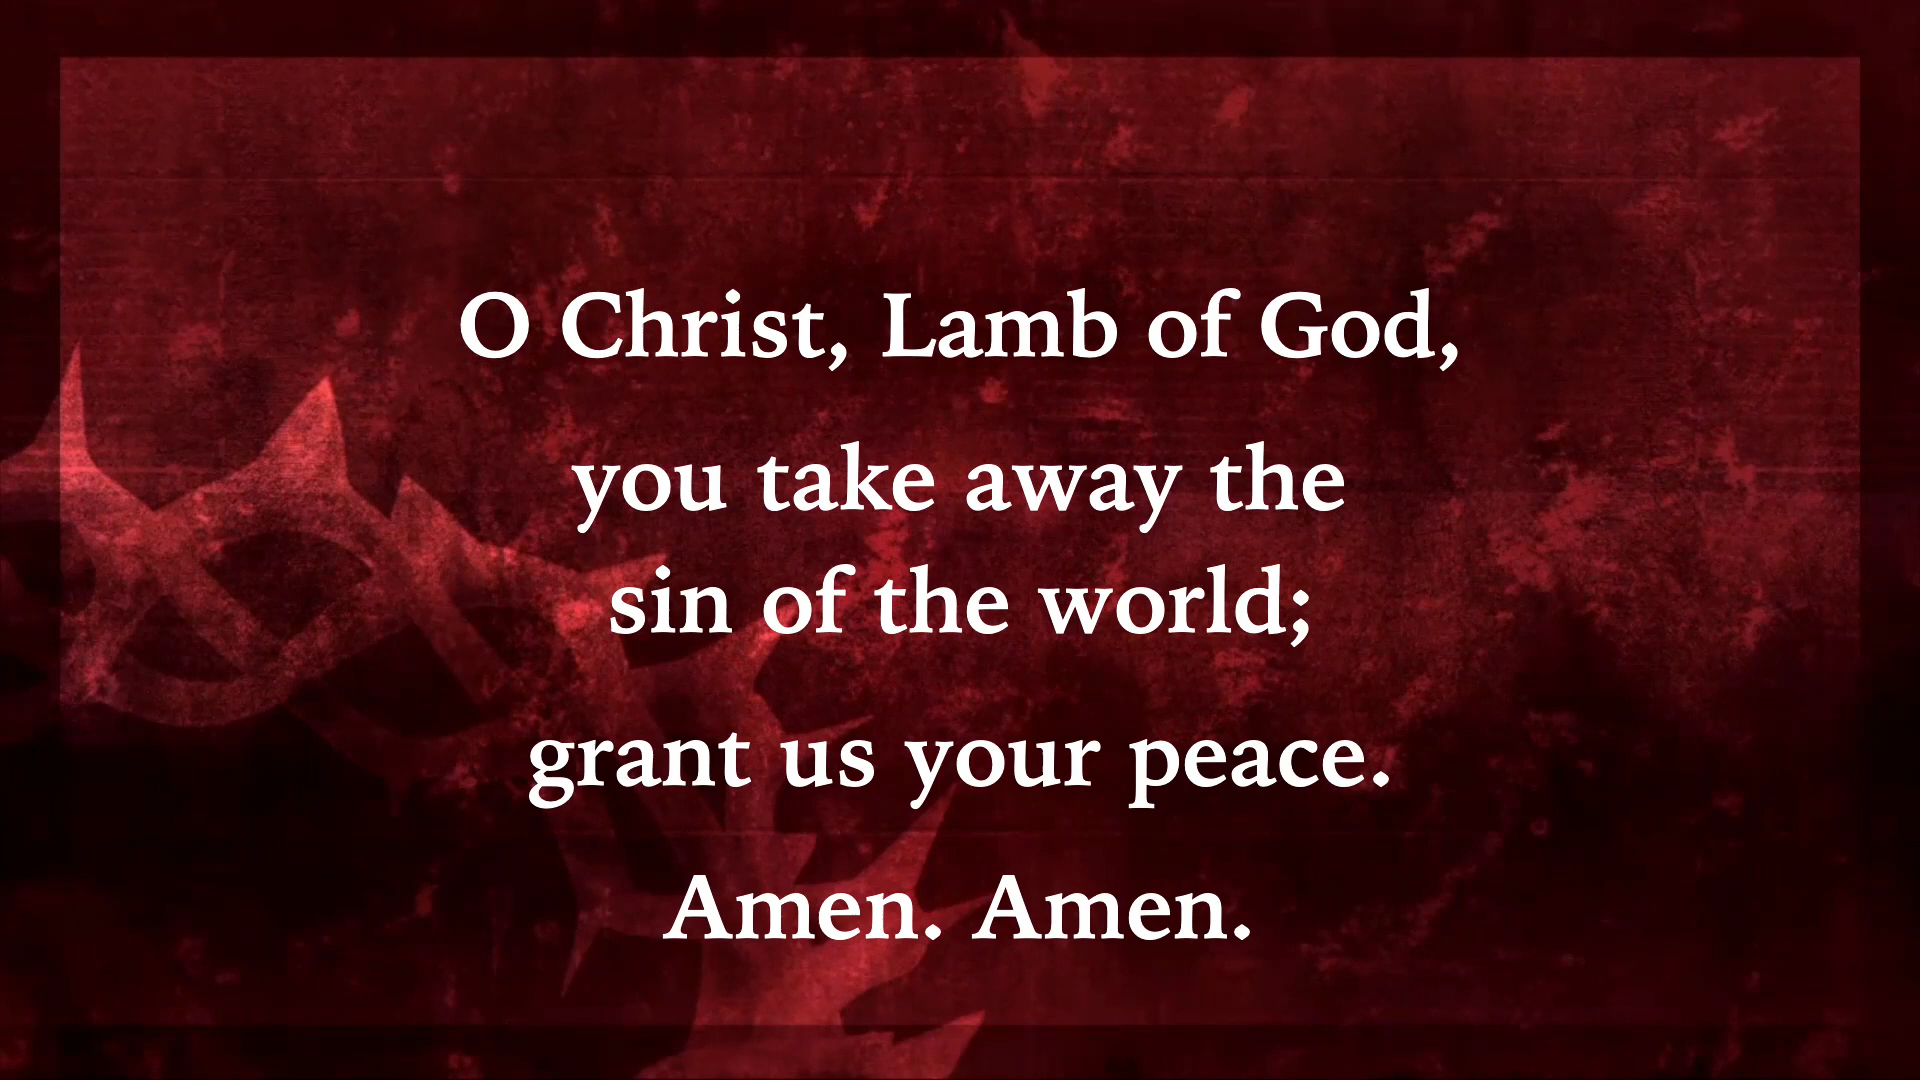 O Christ, Lamb of God,
you take away the
sin of the world;
grant us your peace.
Amen. Amen.